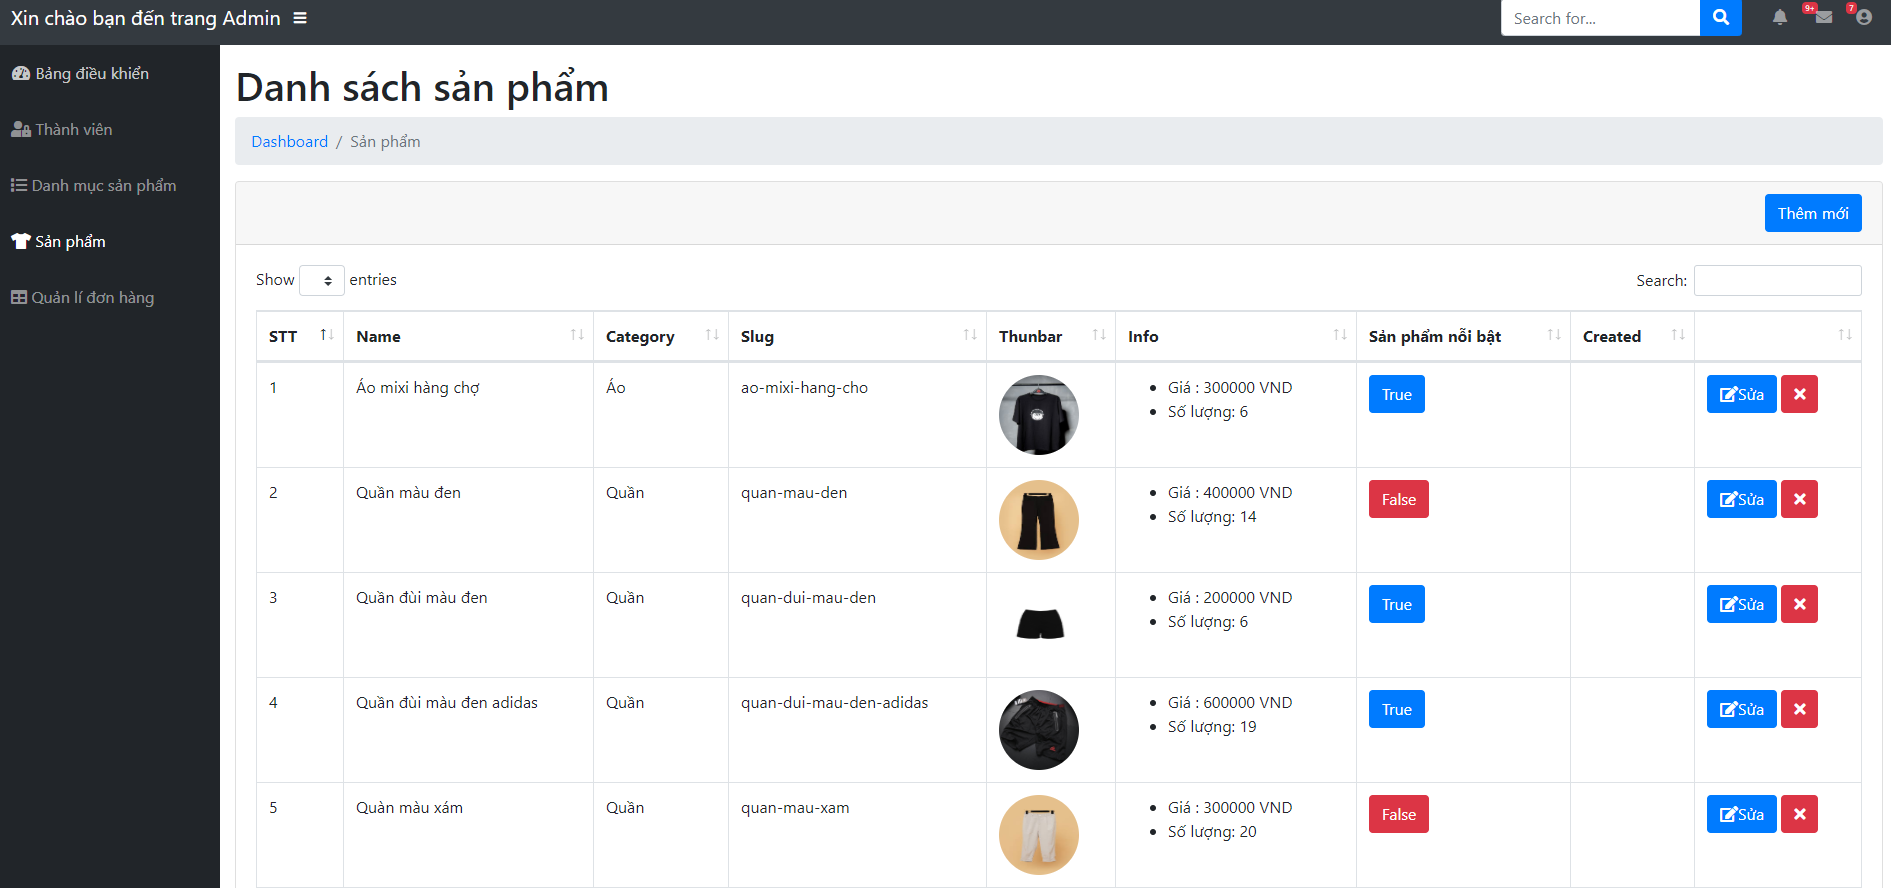 Xin chào bạn đến trang Admin
Search for...
9+
7
Bảng điều khiển
Thành viên
Danh mục sản phẩm
Sản phẩm
Quản lí đơn hàng
Danh sách sản phẩm
Dashboard / Sản phẩm
Thêm mới
Show entries
Search:
STT Name Category Slug Thunbar Info Sản phẩm nỗi bật Created
1 Áo mixi hàng chợ Áo ao-mixi-hang-cho Giá : 300000 VND True Sửa
Số lượng: 6
2 Quần màu đen Quần quan-mau-den Giá : 400000 VND False Sửa
Số lượng: 14
3 Quần đùi màu đen Quần quan-dui-mau-den Giá : 200000 VND True Sửa
Số lượng: 6
4 Quần đùi màu đen adidas Quần quan-dui-mau-den-adidas Giá : 600000 VND True Sửa
Số lượng: 19
5 Quàn màu xám Quần quan-mau-xam Giá : 300000 VND False Sửa
Số lượng: 20